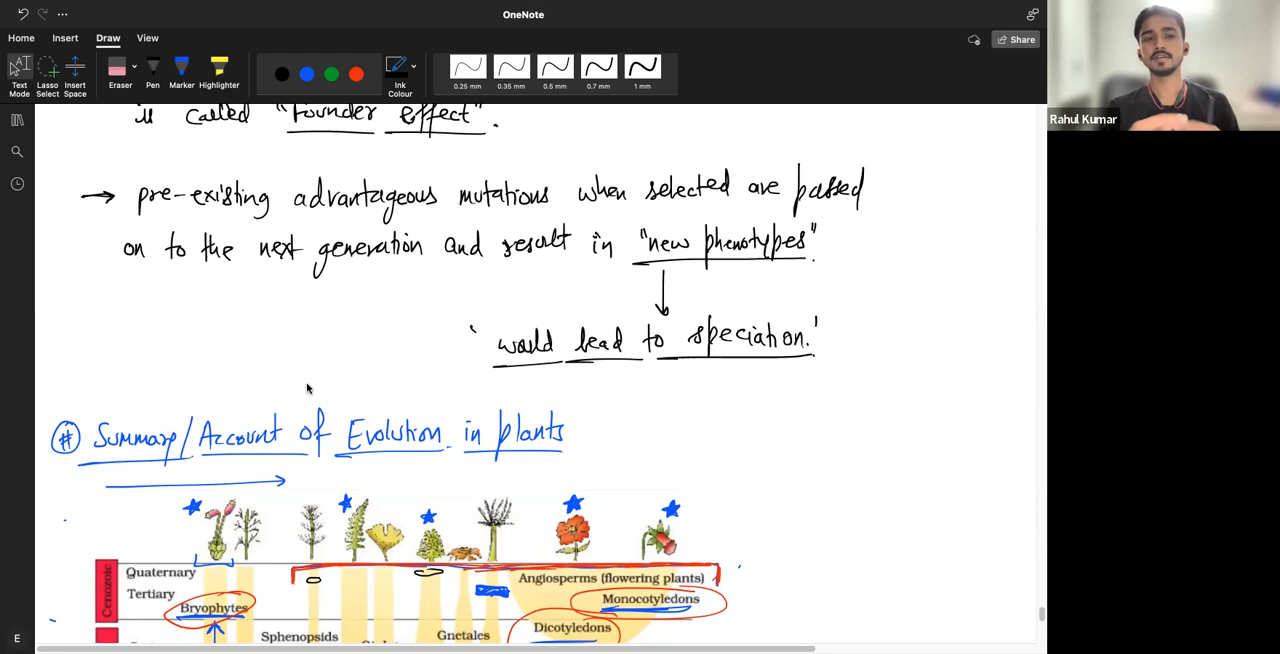 OneNote
Home Insert Draw View
Share
Text Mode
Lasso Select
Insert Space
Eraser
Pen
Marker
Highlighter
Ink Colour
0.25 mm
0.35 mm
0.5 mm
0.7 mm
1 mm
Rahul Kumar
is called "Founder effect".
→ pre-existing advantageous mutations when selected are passed
on to the next generation and result in "new phenotypes".
'would lead to speciation.'
# Summary/Account of Evolution in plants
Cenozoic
Quaternary
Tertiary
Angiosperms (flowering plants)
Monocotyledons
Bryophytes
Sphenopsids
Gnetales
Dicotyledons
E